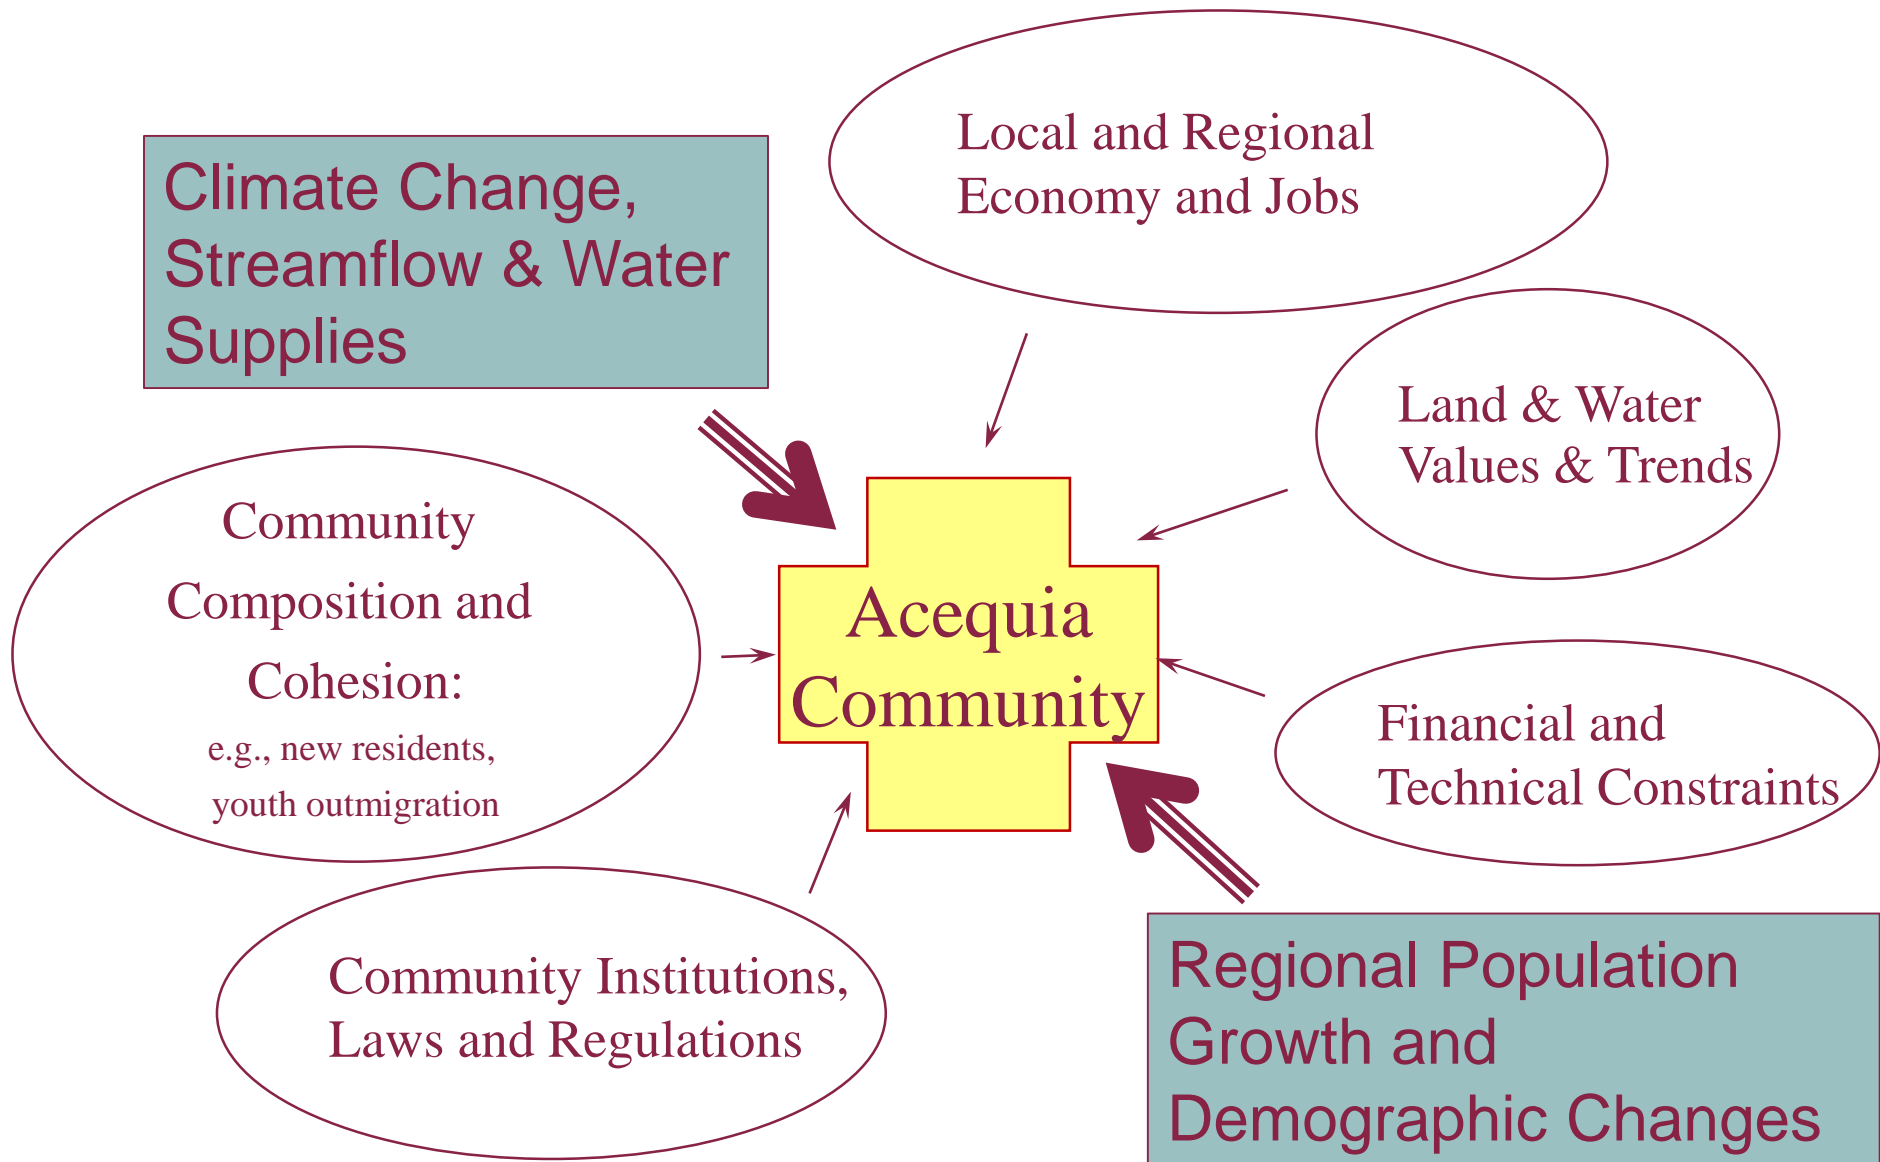 Local and Regional
Economy and Jobs
Climate Change,
Streamflow & Water
Supplies
Land & Water
Values & Trends
Community
Composition and
Cohesion:
e.g., new residents,
youth outmigration
Acequia
Community
Financial and
Technical Constraints
Community Institutions,
Laws and Regulations
Regional Population
Growth and
Demographic Changes